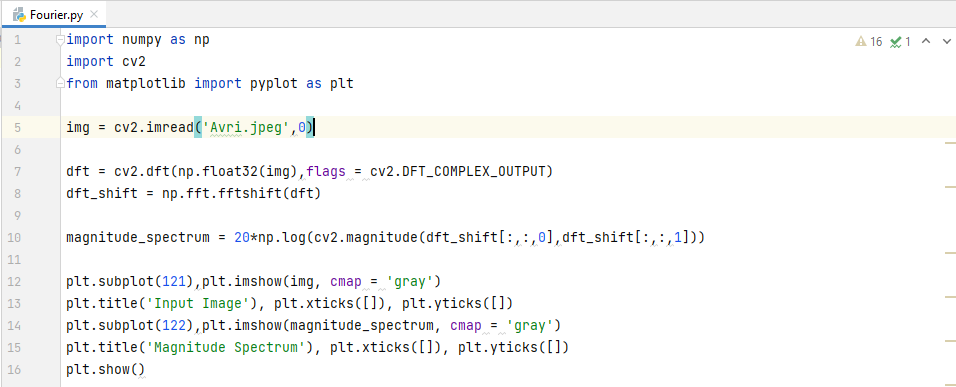 Fourier.py
16 1
1 import numpy as np
2 import cv2
3 from matplotlib import pyplot as plt
4
5 img = cv2.imread('Avri.jpeg',0)
6
7 dft = cv2.dft(np.float32(img),flags = cv2.DFT_COMPLEX_OUTPUT)
8 dft_shift = np.fft.fftshift(dft)
9
10 magnitude_spectrum = 20*np.log(cv2.magnitude(dft_shift[:,:,0],dft_shift[:,:,1]))
11
12 plt.subplot(121),plt.imshow(img, cmap = 'gray')
13 plt.title('Input Image'), plt.xticks([]), plt.yticks([])
14 plt.subplot(122),plt.imshow(magnitude_spectrum, cmap = 'gray')
15 plt.title('Magnitude Spectrum'), plt.xticks([]), plt.yticks([])
16 plt.show()